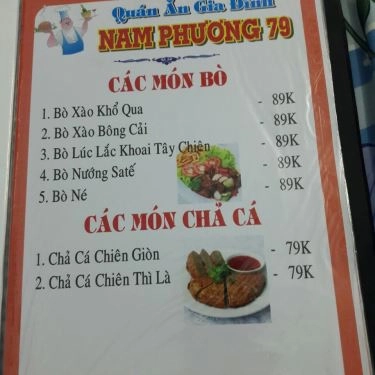 Quán Ăn Gia Đình
NAM PHƯƠNG 79
CÁC MÓN BÒ
1. Bò Xào Khổ Qua - 89K
2. Bò Xào Bông Cải - 89K
3. Bò Lúc Lắc Khoai Tây Chiên - 89K
4. Bò Nướng Satế - 89K
5. Bò Né - 89K
CÁC MÓN CHẢ CÁ
1. Chả Cá Chiên Giòn - 79K
2. Chả Cá Chiên Thì Là - 79K